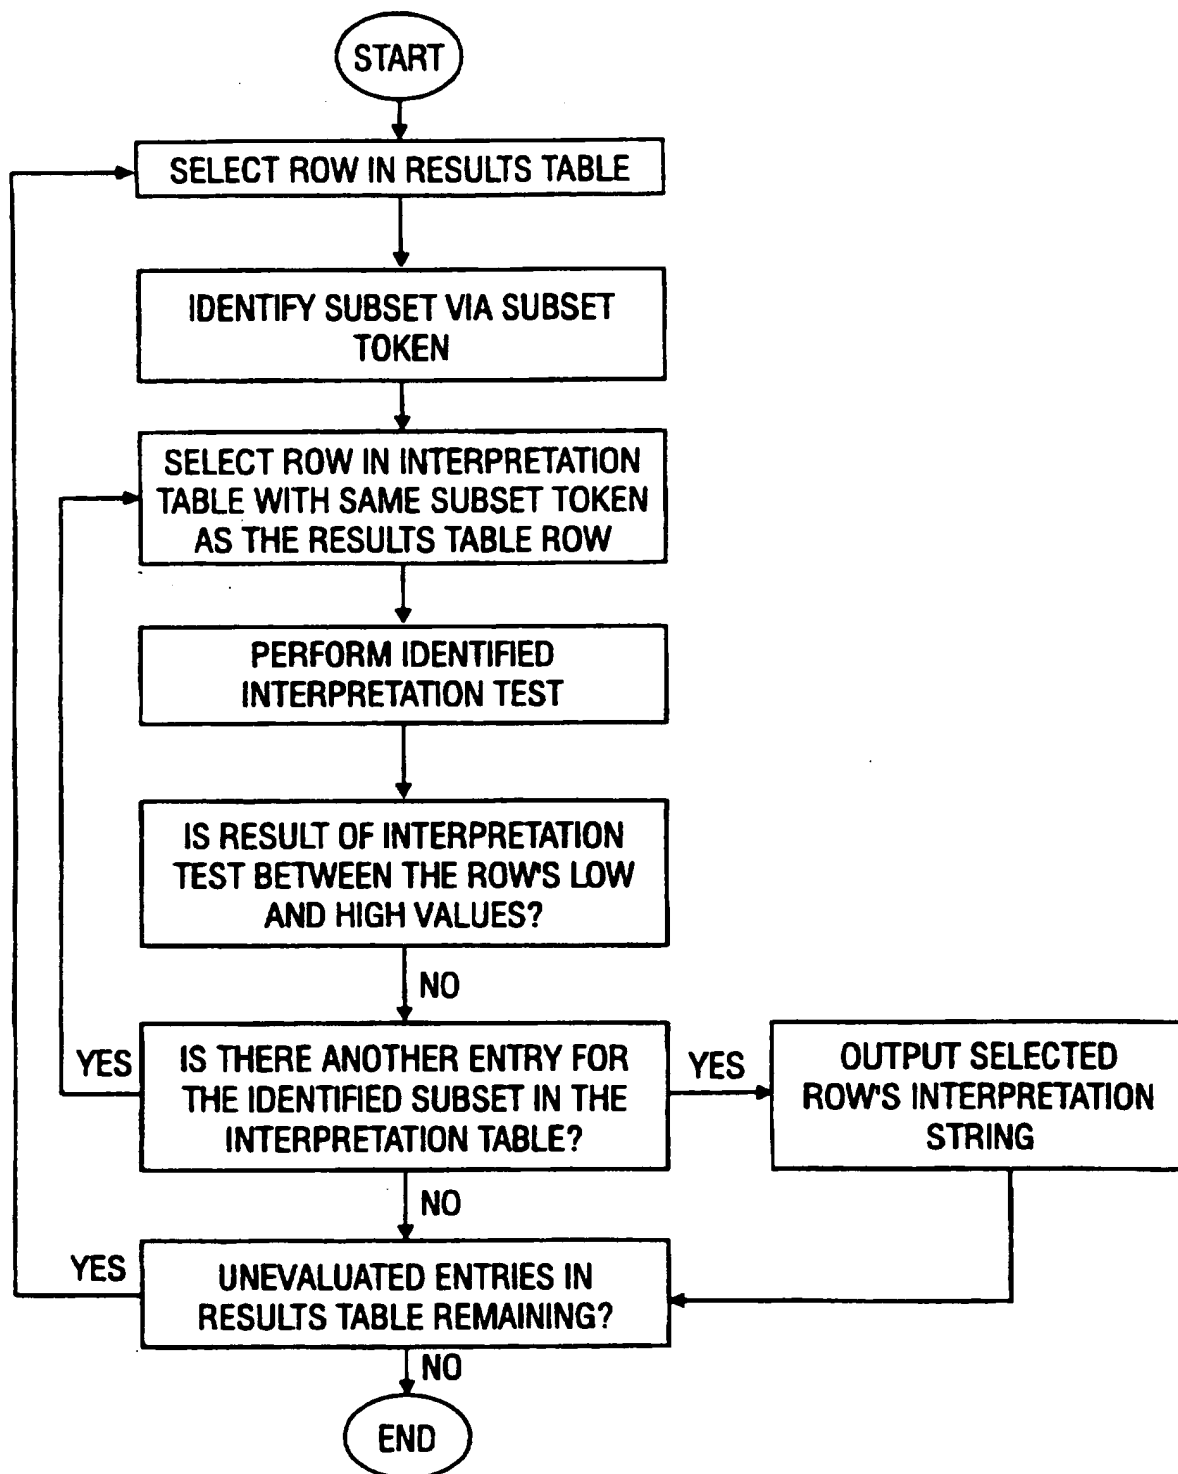 START
SELECT ROW IN RESULTS TABLE
IDENTIFY SUBSET VIA SUBSET
TOKEN
SELECT ROW IN INTERPRETATION
TABLE WITH SAME SUBSET TOKEN
AS THE RESULTS TABLE ROW
PERFORM IDENTIFIED
INTERPRETATION TEST
IS RESULT OF INTERPRETATION
TEST BETWEEN THE ROW'S LOW
AND HIGH VALUES?
NO
YES
IS THERE ANOTHER ENTRY FOR
THE IDENTIFIED SUBSET IN THE
INTERPRETATION TABLE?
YES
OUTPUT SELECTED
ROW'S INTERPRETATION
STRING
NO
YES
UNEVALUATED ENTRIES IN
RESULTS TABLE REMAINING?
NO
END